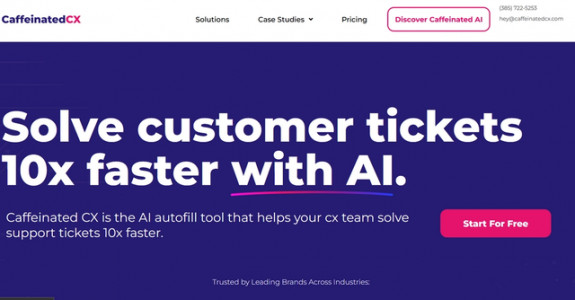 CaffeinatedCX
Solutions
Case Studies
Pricing
Discover Caffeinated AI
(385) 722-5253
hey@caffeinatedcx.com
Solve customer tickets
10x faster with AI.
Caffeinated CX is the AI autofill tool that helps your cx team solve
support tickets 10x faster.
Start For Free
Trusted by Leading Brands Across Industries: